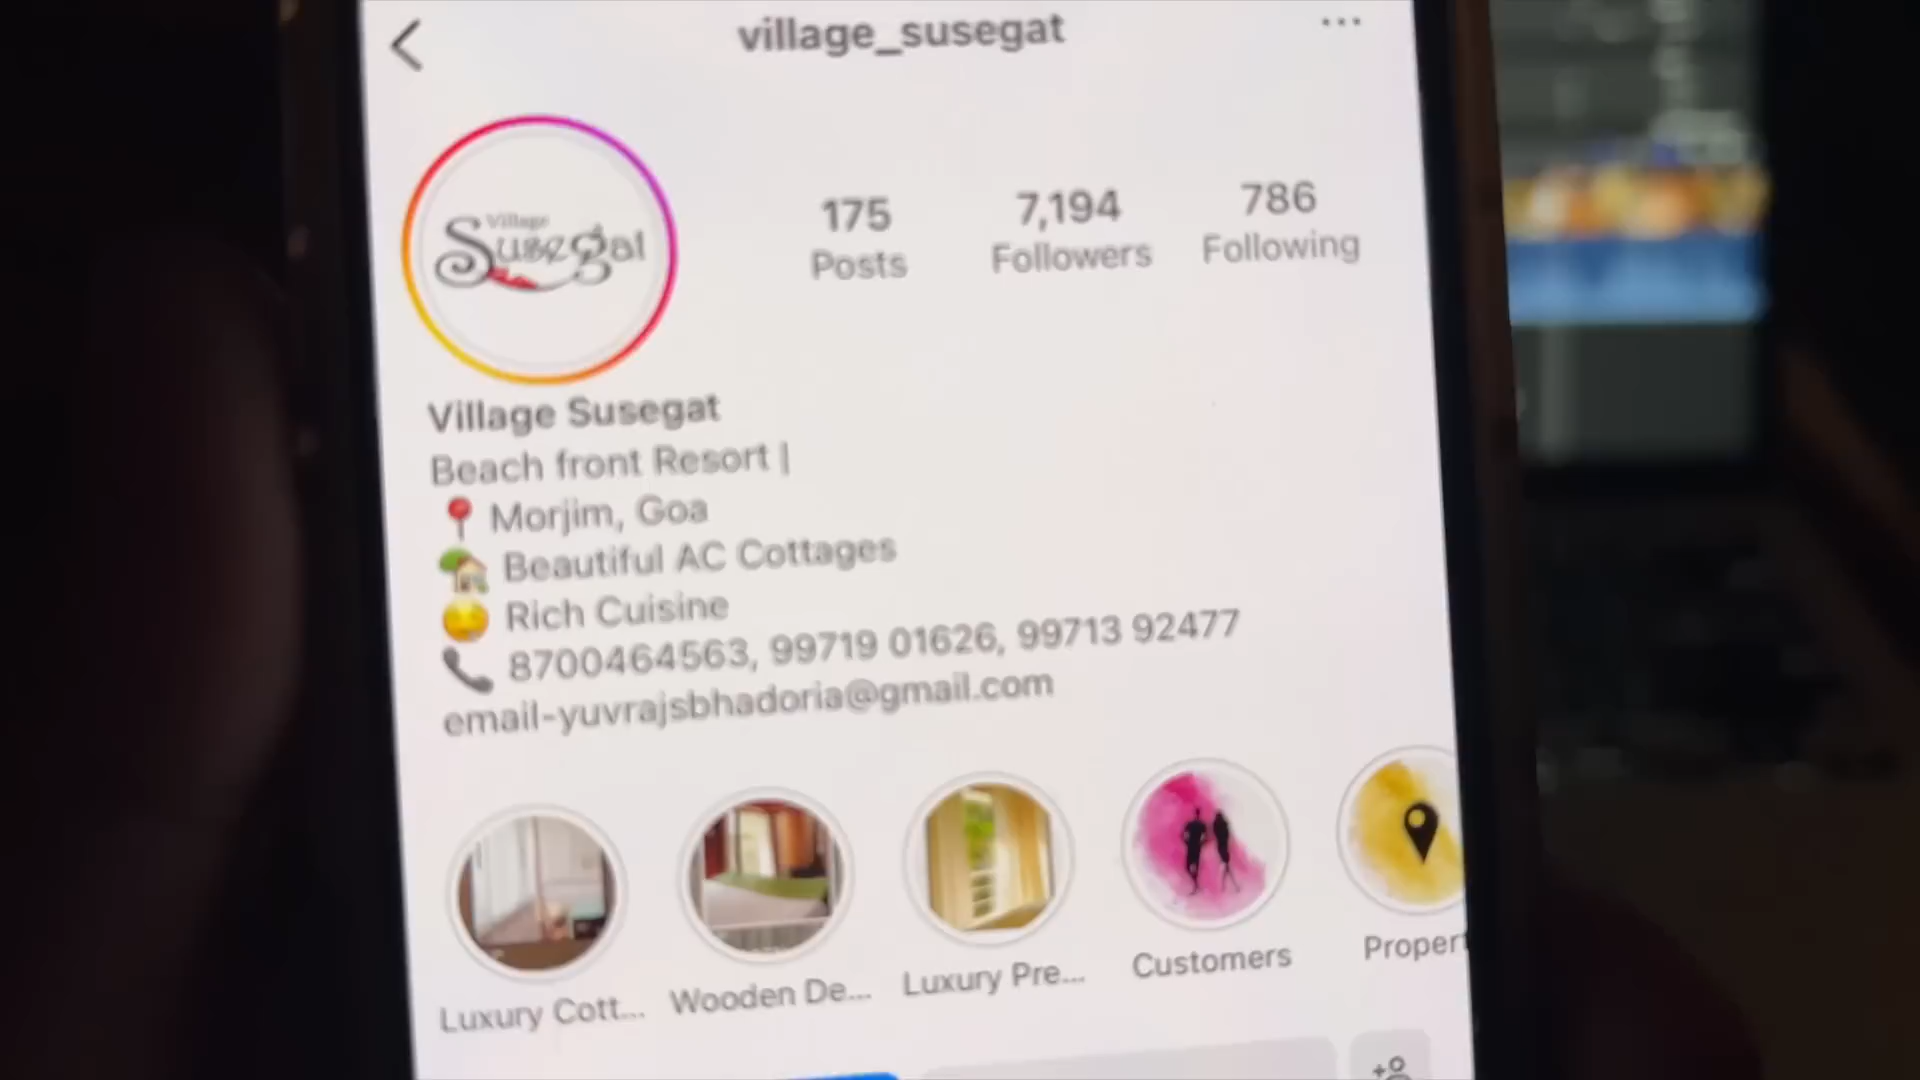 village_susegat
Village
Susegat
175
Posts
7,194
Followers
786
Following
Village Susegat
Beach front Resort |
Morjim, Goa
Beautiful AC Cottages
Rich Cuisine
8700464563, 99719 01626, 99713 92477
email-yuvrajsbhadoria@gmail.com
Luxury Cott...
Wooden De...
Luxury Pre...
Customers
Propert